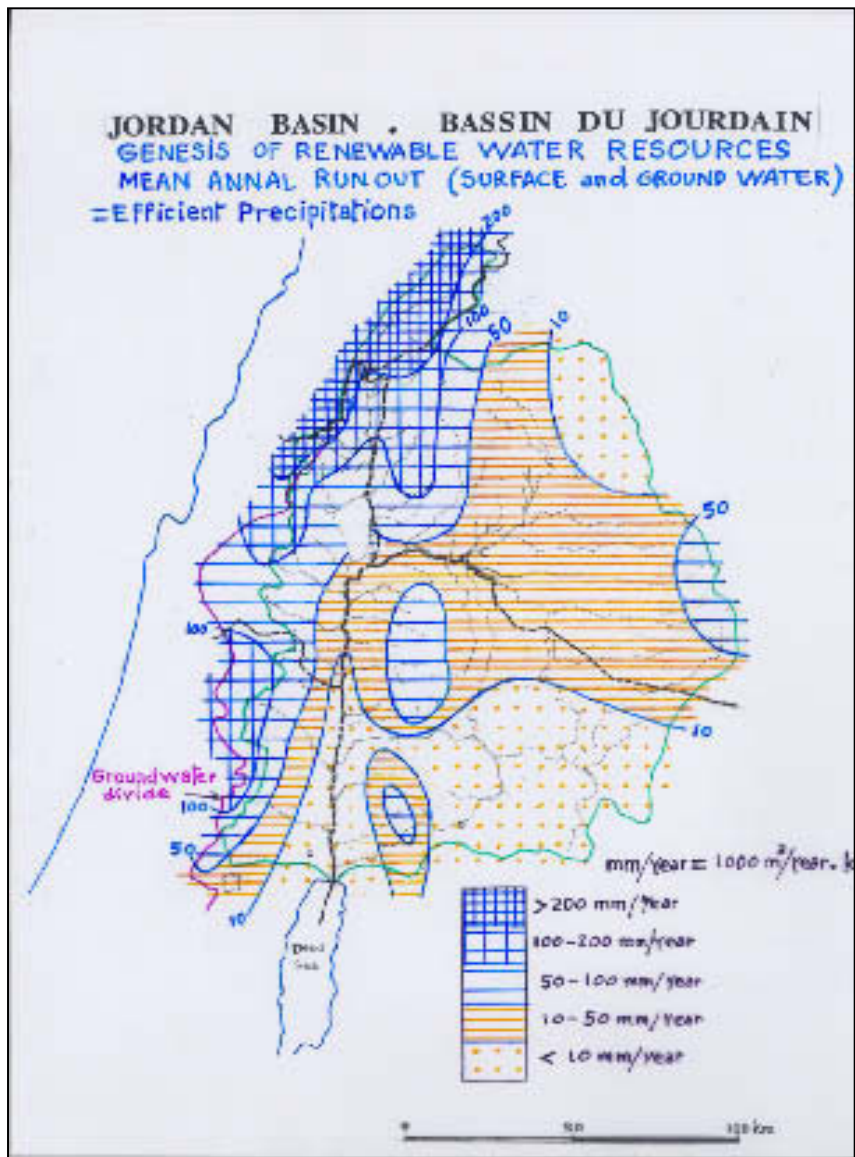 JORDAN BASIN . BASSIN DU JOURDAIN
GENESIS OF RENEWABLE WATER RESOURCES
MEAN ANNAL RUNOUT (SURFACE and GROUND WATER)
=Efficient Precipitations
200
100
50
10
50
100
10
Groundwater
divide
100
50
10
mm/year = 1000 m³/year.k
>200 mm/year
100-200 mm/year
50-100 mm/year
10-50 mm/year
< 10 mm/year
Dead
Sea
0 50 100 km